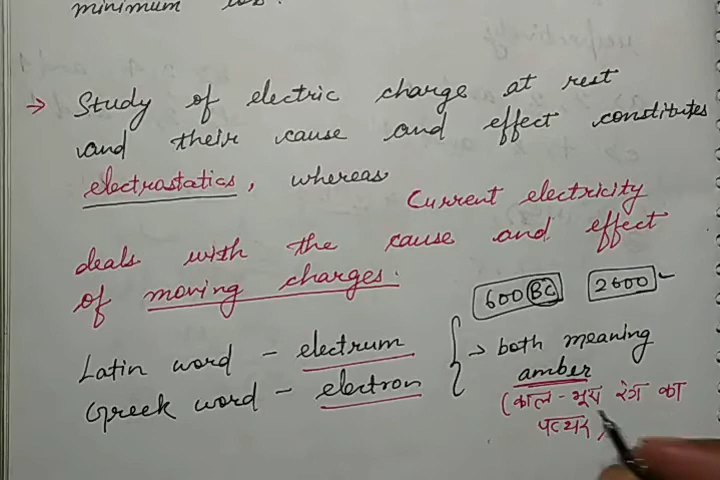 minimum
→ Study of electric charge at rest
and their cause and effect constitutes
electrostatics, whereas
Current electricity
deals with the cause and effect
of moving charges.
600 BC 2600
Latin word - electrum
Greek word - electron
→ both meaning
amber
(काल - भूरा रंग का
पत्थर)